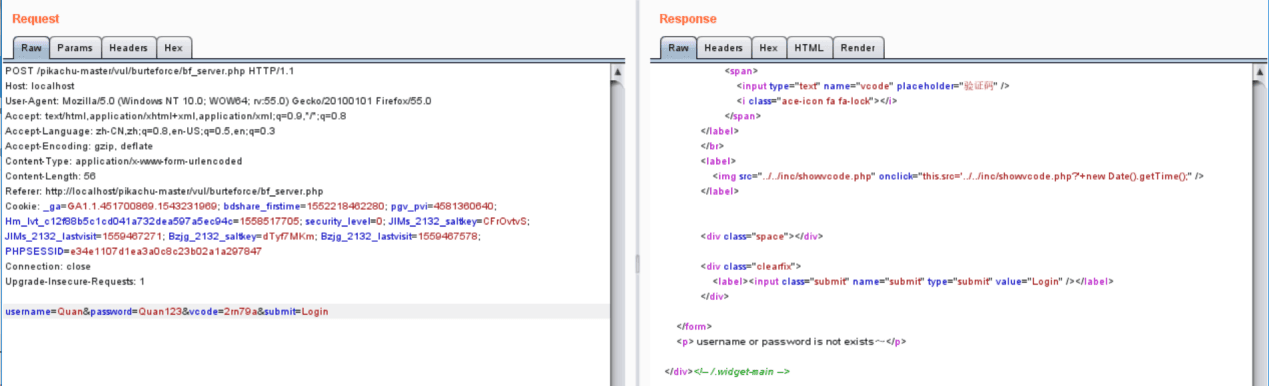 Request
Raw Params Headers Hex
POST /pikachu-master/vul/burteforce/bf_server.php HTTP/1.1
Host: localhost
User-Agent: Mozilla/5.0 (Windows NT 10.0; WOW64; rv:55.0) Gecko/20100101 Firefox/55.0
Accept: text/html,application/xhtml+xml,application/xml;q=0.9,*/*;q=0.8
Accept-Language: zh-CN,zh;q=0.8,en-US;q=0.5,en;q=0.3
Accept-Encoding: gzip, deflate
Content-Type: application/x-www-form-urlencoded
Content-Length: 56
Referer: http://localhost/pikachu-master/vul/burteforce/bf_server.php
Cookie: _ga=GA1.1.451700869.1543231969; bdshare_firstime=1552218462280; pgv_pvi=4581360640;
Hm_lvt_c12f88b5c1cd041a732dea597a5ec94c=1558517705; security_level=0; JIMs_2132_saltkey=CFrOvtvS;
JIMs_2132_lastvisit=1559467271; Bzjg_2132_saltkey=dTyf7MKm; Bzjg_2132_lastvisit=1559467578;
PHPSESSID=e34e1107d1ea3a0c8c23b02a1a297847
Connection: close
Upgrade-Insecure-Requests: 1
username=Quan&password=Quan123&vcode=2rn79a&submit=Login
Response
Raw Headers Hex HTML Render
<span>
<input type="text" name="vcode" placeholder="验证码" />
<i class="ace-icon fa fa-lock"></i>
</span>
</label>
</br>
<label>
<img src="../../inc/showvcode.php" onclick="this.src='../../inc/showvcode.php?'+new Date().getTime();" />
</label>
<div class="space"></div>
<div class="clearfix">
<label><input class="submit" name="submit" type="submit" value="Login" /></label>
</div>
</form>
<p> username or password is not exists～</p>
</div><!-- /.widget-main -->